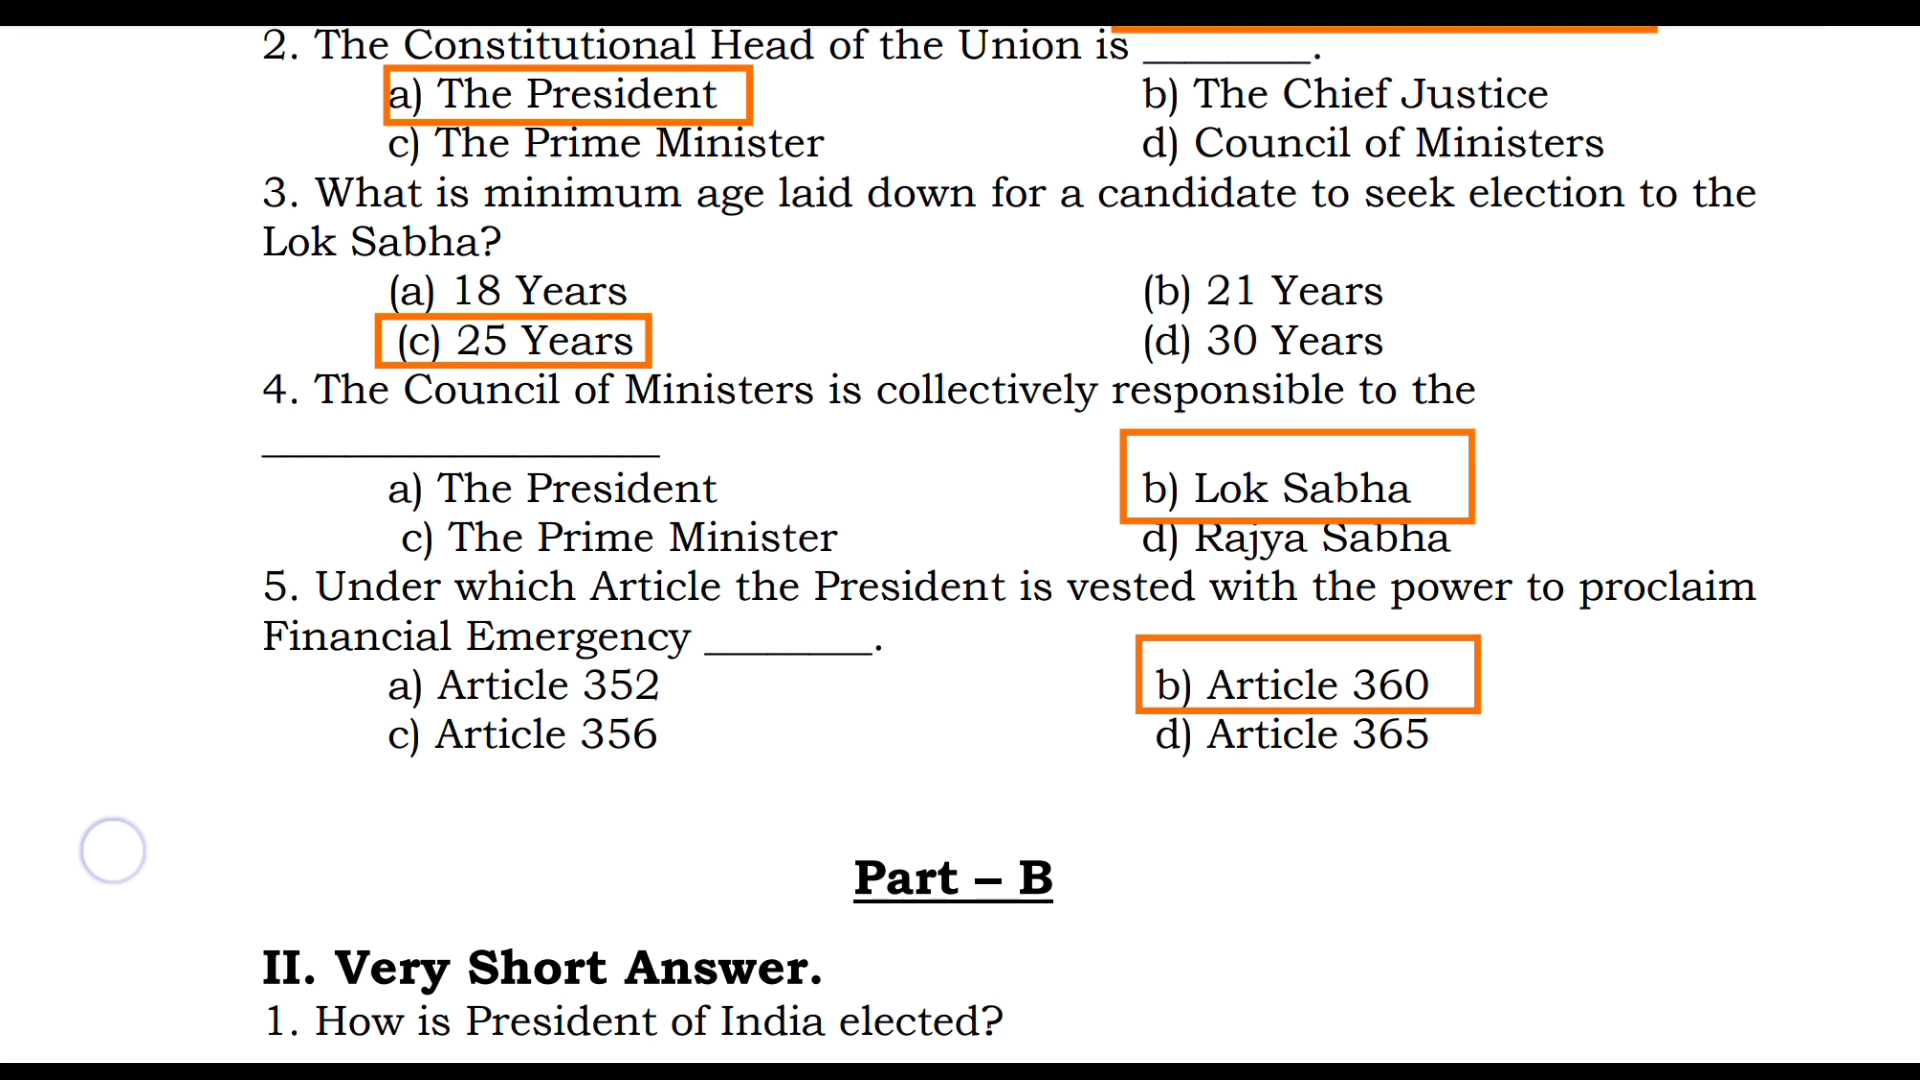 2. The Constitutional Head of the Union is ________.
a) The President b) The Chief Justice
c) The Prime Minister d) Council of Ministers
3. What is minimum age laid down for a candidate to seek election to the
Lok Sabha?
(a) 18 Years (b) 21 Years
(c) 25 Years (d) 30 Years
4. The Council of Ministers is collectively responsible to the
___________________
a) The President b) Lok Sabha
c) The Prime Minister d) Rajya Sabha
5. Under which Article the President is vested with the power to proclaim
Financial Emergency ________.
a) Article 352 b) Article 360
c) Article 356 d) Article 365
Part – B
II. Very Short Answer.
1. How is President of India elected?